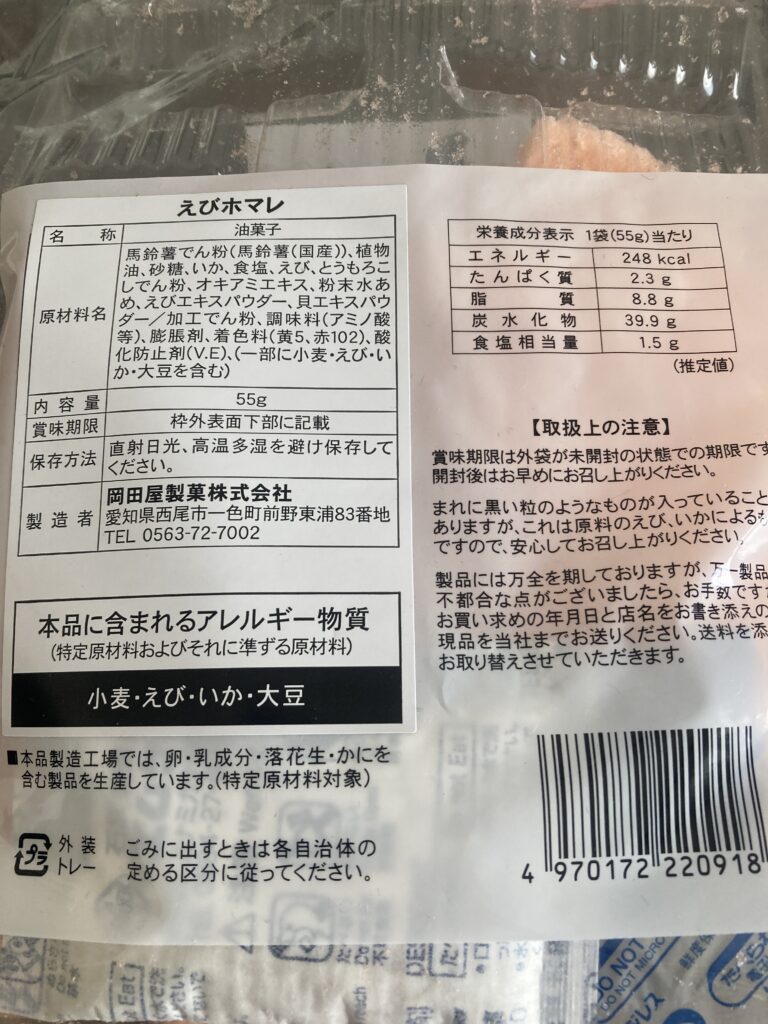 えびホマレ
名称 油菓子
原材料名
馬鈴薯でん粉(馬鈴薯(国産))、植物
油、砂糖、いか、食塩、えび、とうもろこ
しでん粉、オキアミエキス、粉末水あ
め、えびエキスパウダー、貝エキスパウ
ダー／加工でん粉、調味料(アミノ酸
等)、膨脹剤、着色料(黄5、赤102)、酸
化防止剤(V.E)、(一部に小麦・えび・い
か・大豆を含む)
内容量 55g
賞味期限 枠外表面下部に記載
保存方法
直射日光、高温多湿を避け保存して
ください。
製造者
岡田屋製菓株式会社
愛知県西尾市一色町前野東浦83番地
TEL 0563-72-7002
本品に含まれるアレルギー物質
(特定原材料およびそれに準ずる原材料)
小麦・えび・いか・大豆
■本品製造工場では、卵・乳成分・落花生・かにを
含む製品を生産しています。(特定原材料対象)
プラ
外装
トレー
ごみに出すときは各自治体の
定める区分に従ってください。
栄養成分表示 1袋(55g)当たり
エネルギー 248 kcal
たんぱく質 2.3 g
脂質 8.8 g
炭水化物 39.9 g
食塩相当量 1.5 g
(推定値)
【取扱上の注意】
賞味期限は外袋が未開封の状態での期限です
開封後はお早めにお召し上がりください。
まれに黒い粒のようなものが入っていること
ありますが、これは原料のえび、いかによるも
ですので、安心してお召し上がりください。
製品には万全を期しておりますが、万一製品
不都合な点がございましたら、お手数です
お買い求めの年月日と店名をお書き添えの
現品を当社までお送りください。送料を添
お取り替えさせていただきます。
4 970172 220918
DO NOT
DO NOT MICRO